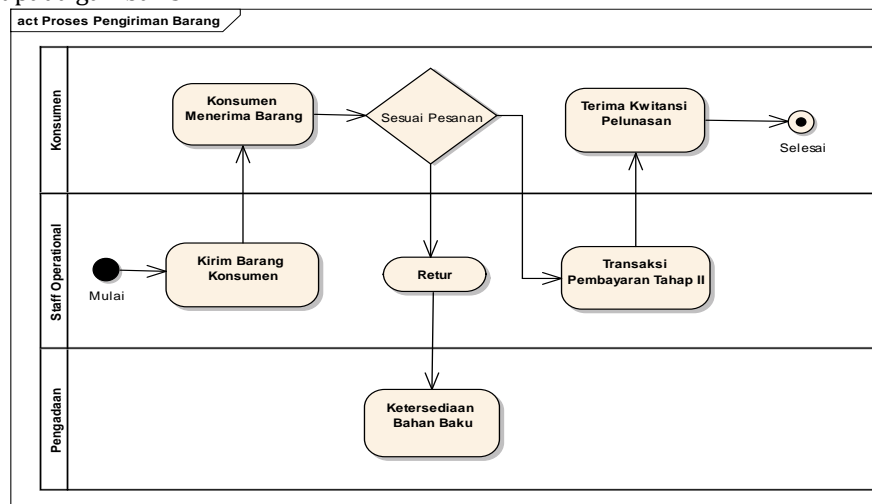 act Proses Pengiriman Barang
Konsumen
Konsumen
Menerima Barang
Sesuai Pesanan
Terima Kwitansi
Pelunasan
Selesai
Staff Operational
Mulai
Kirim Barang
Konsumen
Retur
Transaksi
Pembayaran Tahap II
Pengadaan
Ketersediaan
Bahan Baku